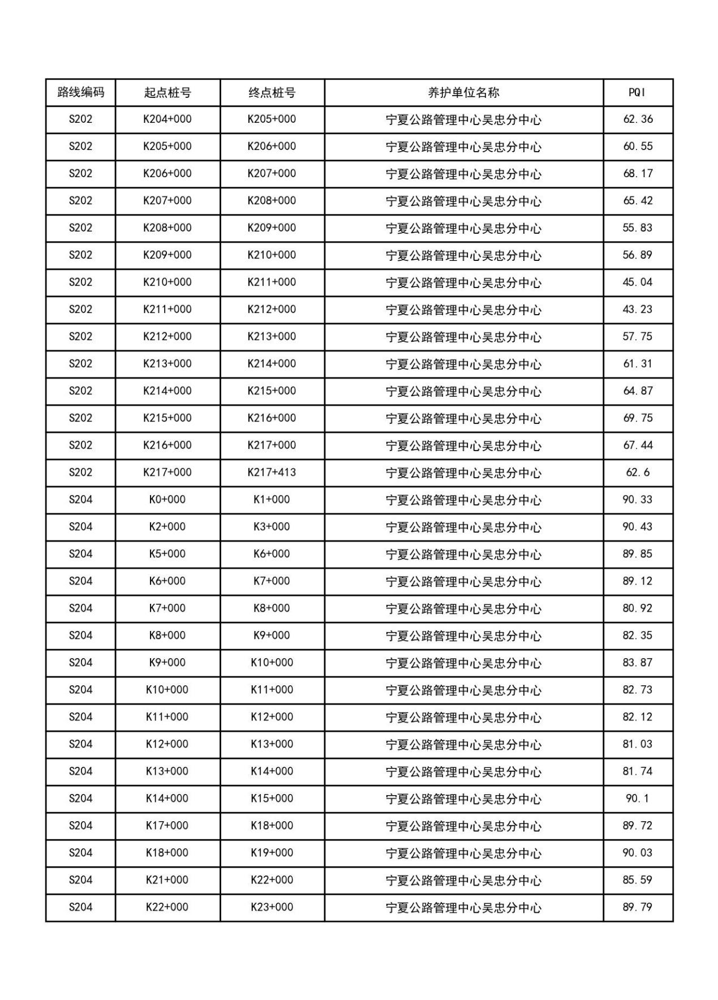 路线编码 起点桩号 终点桩号 养护单位名称 PQI
S202 K204+000 K205+000 宁夏公路管理中心吴忠分中心 62.36
S202 K205+000 K206+000 宁夏公路管理中心吴忠分中心 60.55
S202 K206+000 K207+000 宁夏公路管理中心吴忠分中心 68.17
S202 K207+000 K208+000 宁夏公路管理中心吴忠分中心 65.42
S202 K208+000 K209+000 宁夏公路管理中心吴忠分中心 55.83
S202 K209+000 K210+000 宁夏公路管理中心吴忠分中心 56.89
S202 K210+000 K211+000 宁夏公路管理中心吴忠分中心 45.04
S202 K211+000 K212+000 宁夏公路管理中心吴忠分中心 43.23
S202 K212+000 K213+000 宁夏公路管理中心吴忠分中心 57.75
S202 K213+000 K214+000 宁夏公路管理中心吴忠分中心 61.31
S202 K214+000 K215+000 宁夏公路管理中心吴忠分中心 64.87
S202 K215+000 K216+000 宁夏公路管理中心吴忠分中心 69.75
S202 K216+000 K217+000 宁夏公路管理中心吴忠分中心 67.44
S202 K217+000 K217+413 宁夏公路管理中心吴忠分中心 62.6
S204 K0+000 K1+000 宁夏公路管理中心吴忠分中心 90.33
S204 K2+000 K3+000 宁夏公路管理中心吴忠分中心 90.43
S204 K5+000 K6+000 宁夏公路管理中心吴忠分中心 89.85
S204 K6+000 K7+000 宁夏公路管理中心吴忠分中心 89.12
S204 K7+000 K8+000 宁夏公路管理中心吴忠分中心 80.92
S204 K8+000 K9+000 宁夏公路管理中心吴忠分中心 82.35
S204 K9+000 K10+000 宁夏公路管理中心吴忠分中心 83.87
S204 K10+000 K11+000 宁夏公路管理中心吴忠分中心 82.73
S204 K11+000 K12+000 宁夏公路管理中心吴忠分中心 82.12
S204 K12+000 K13+000 宁夏公路管理中心吴忠分中心 81.03
S204 K13+000 K14+000 宁夏公路管理中心吴忠分中心 81.74
S204 K14+000 K15+000 宁夏公路管理中心吴忠分中心 90.1
S204 K17+000 K18+000 宁夏公路管理中心吴忠分中心 89.72
S204 K18+000 K19+000 宁夏公路管理中心吴忠分中心 90.03
S204 K21+000 K22+000 宁夏公路管理中心吴忠分中心 85.59
S204 K22+000 K23+000 宁夏公路管理中心吴忠分中心 89.79